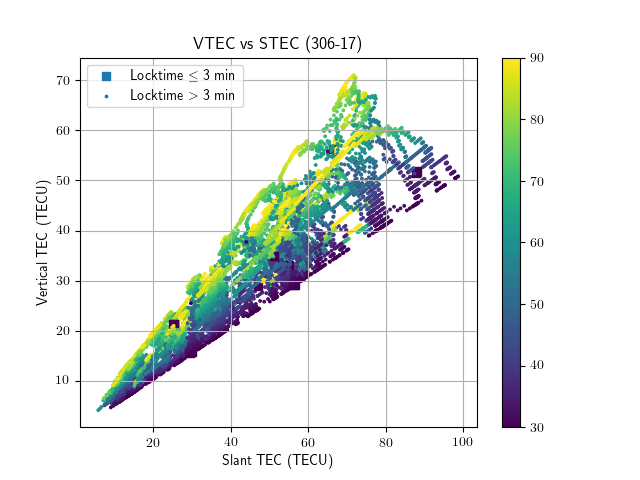 VTEC vs STEC (306-17)
Locktime ≤ 3 min
Locktime > 3 min
Vertical TEC (TECU)
70
60
50
40
30
20
10
20 40 60 80 100
Slant TEC (TECU)
90
80
70
60
50
40
30